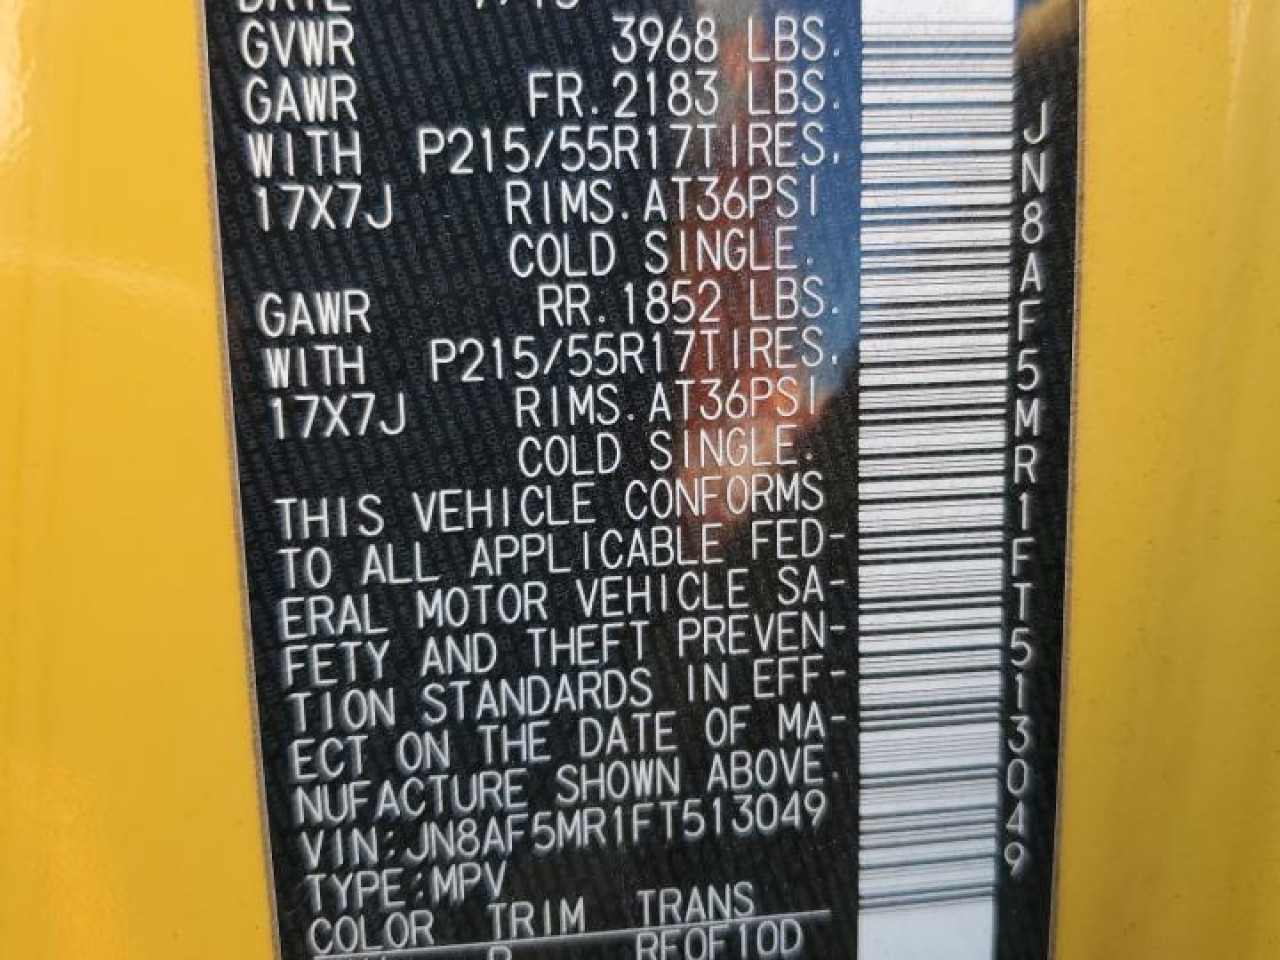 DATE
GVWR 3968 LBS.
GAWR FR. 2183 LBS.
WITH P215/55R17TIRES,
17X7J RIMS. AT36PSI
COLD SINGLE.
GAWR RR. 1852 LBS.
WITH P215/55R17TIRES,
17X7J RIMS. AT36PSI
COLD SINGLE.
THIS VEHICLE CONFORMS
TO ALL APPLICABLE FED-
ERAL MOTOR VEHICLE SA-
FETY AND THEFT PREVEN-
TION STANDARDS IN EFF-
ECT ON THE DATE OF MA-
NUFACTURE SHOWN ABOVE.
VIN:JN8AF5MR1FT513049
TYPE:MPV
COLOR TRIM TRANS
RE0F10D
JN8AF5MR1FT513049